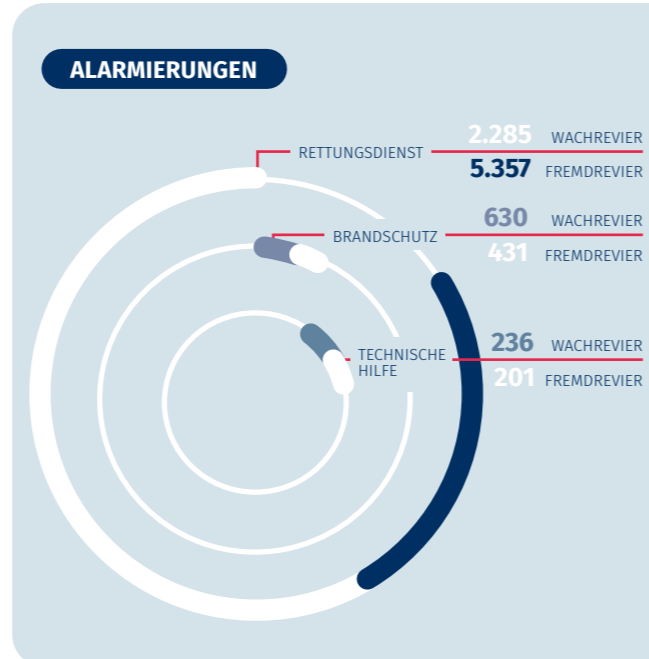 ALARMIERUNGEN
RETTUNGSDIENST
2.285 WACHREVIER
5.357 FREMDREVIER
BRANDSCHUTZ
630 WACHREVIER
431 FREMDREVIER
TECHNISCHE
HILFE
236 WACHREVIER
201 FREMDREVIER